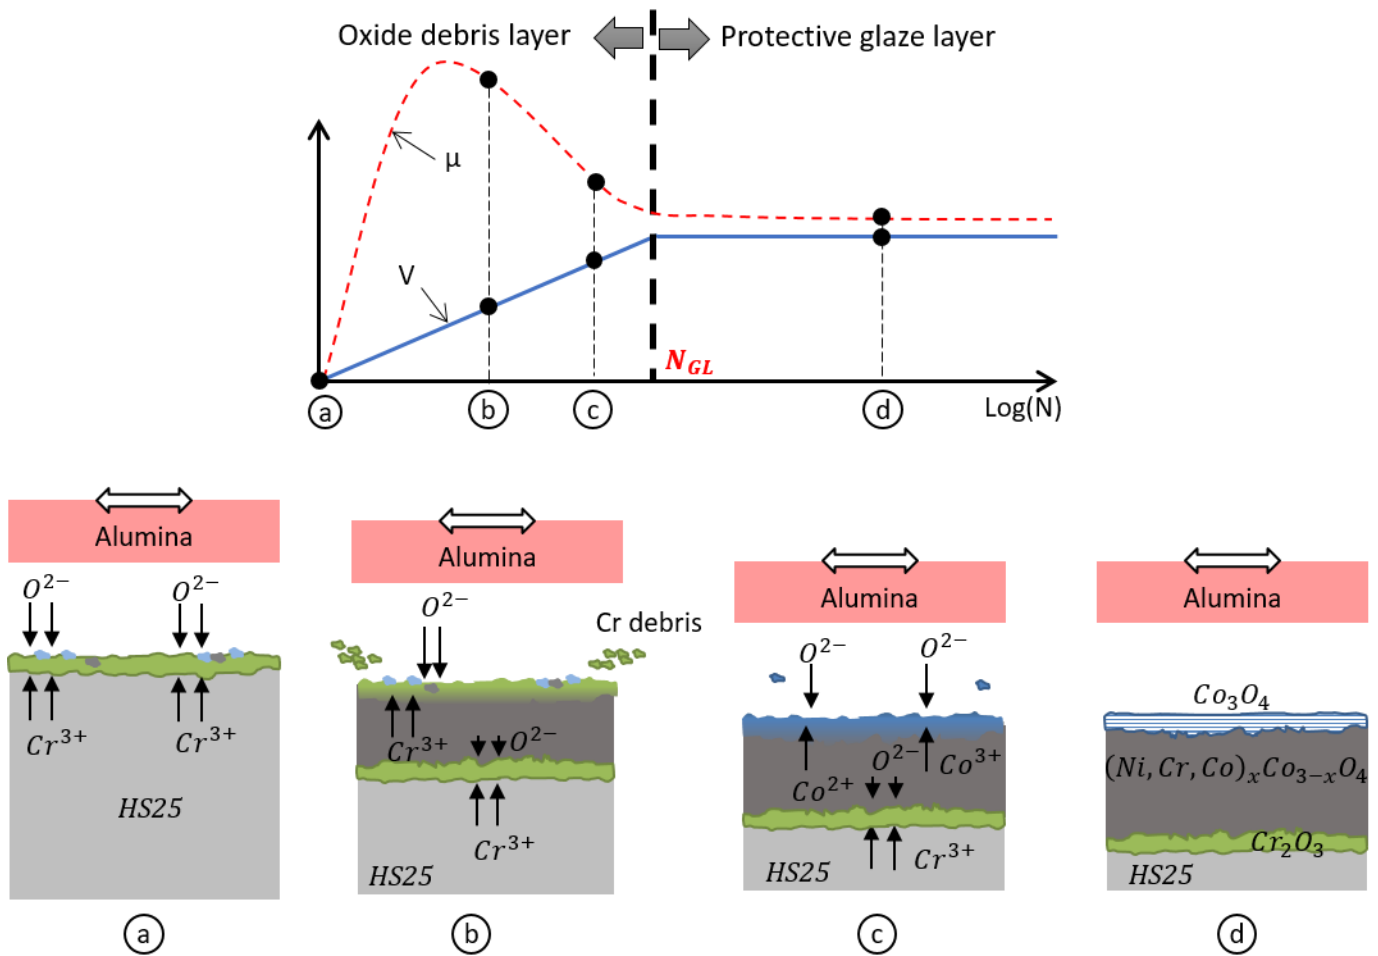 Oxide debris layer
Protective glaze layer
μ
V
N_GL
Log(N)
a
b
c
d
Alumina
O²⁻
O²⁻
Cr³⁺
Cr³⁺
HS25
a
Alumina
O²⁻
Cr debris
Cr³⁺
O²⁻
Cr³⁺
HS25
b
Alumina
O²⁻
O²⁻
Co²⁺
O²⁻
Co³⁺
Cr³⁺
HS25
c
Alumina
Co₃O₄
(Ni, Cr, Co)ₓCo₃₋ₓO₄
Cr₂O₃
HS25
d